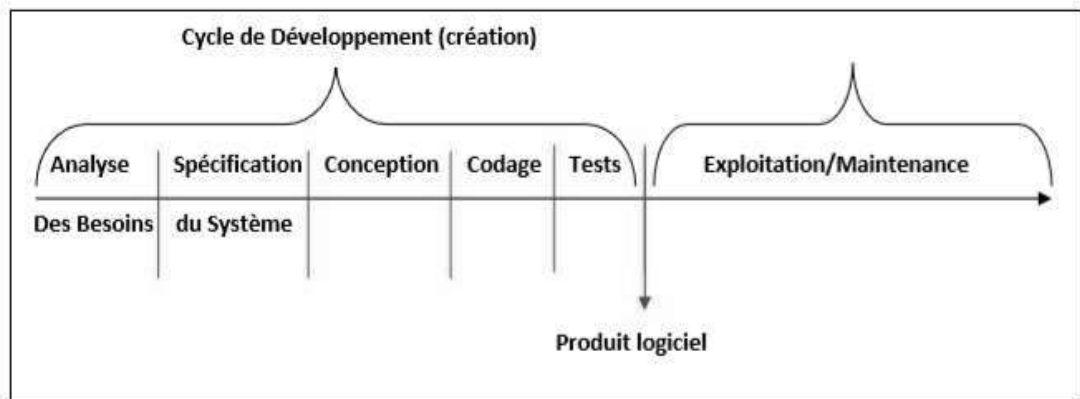 Cycle de Développement (création)
Analyse Spécification Conception Codage Tests Exploitation/Maintenance
Des Besoins du Système
Produit logiciel